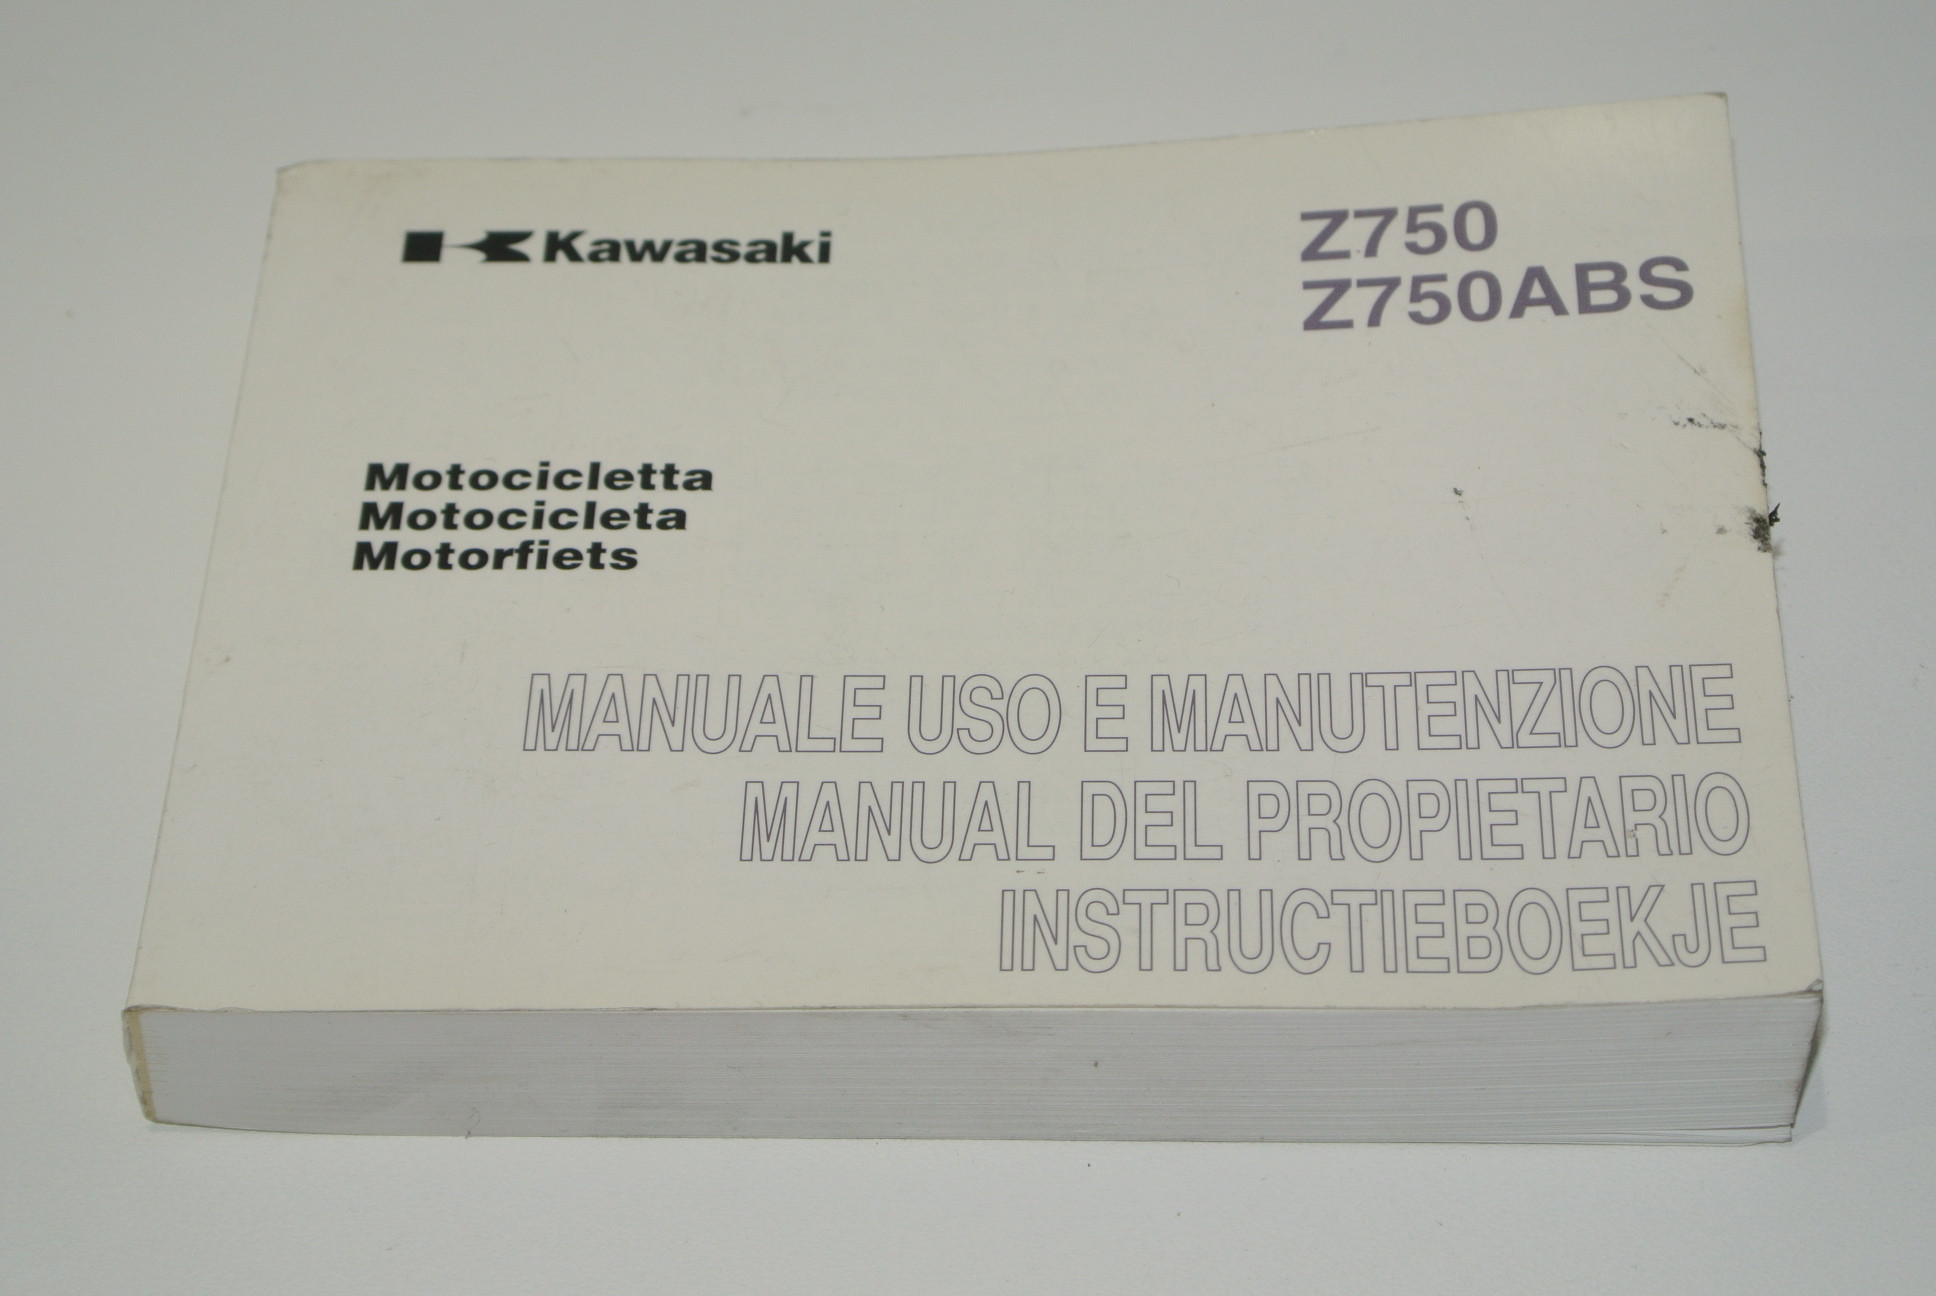 Kawasaki
Z750
Z750ABS
Motocicletta
Motocicleta
Motorfiets
MANUALE USO E MANUTENZIONE
MANUAL DEL PROPIETARIO
INSTRUCTIEBOEKJE